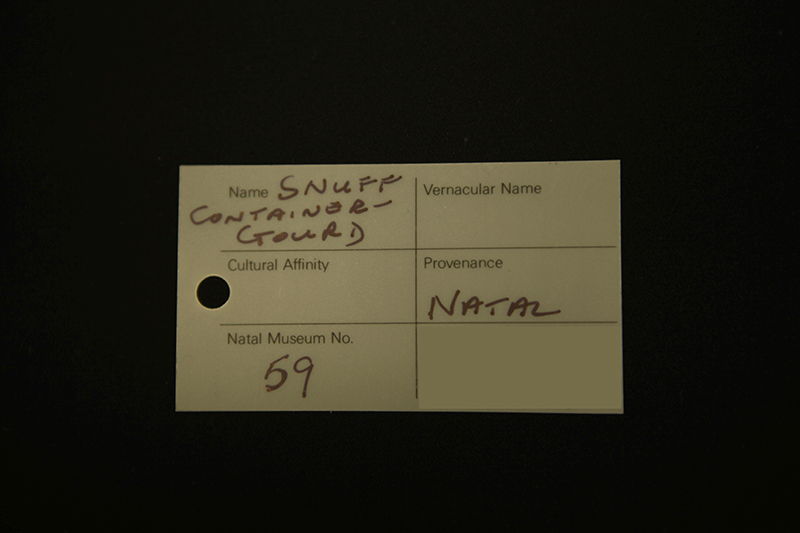 Name SNUFF
CONTAINER-
GOURD
Vernacular Name
Cultural Affinity
Provenance
NATAL
Natal Museum No.
59